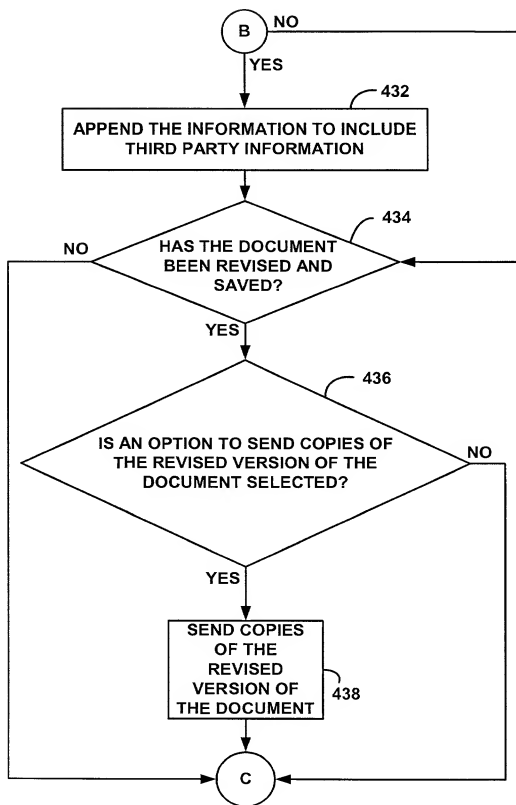 B
NO
YES
432
APPEND THE INFORMATION TO INCLUDE
THIRD PARTY INFORMATION
434
NO
HAS THE DOCUMENT
BEEN REVISED AND
SAVED?
YES
436
IS AN OPTION TO SEND COPIES OF
THE REVISED VERSION OF THE
DOCUMENT SELECTED?
NO
YES
SEND COPIES
OF THE
REVISED
VERSION OF
THE DOCUMENT
438
C